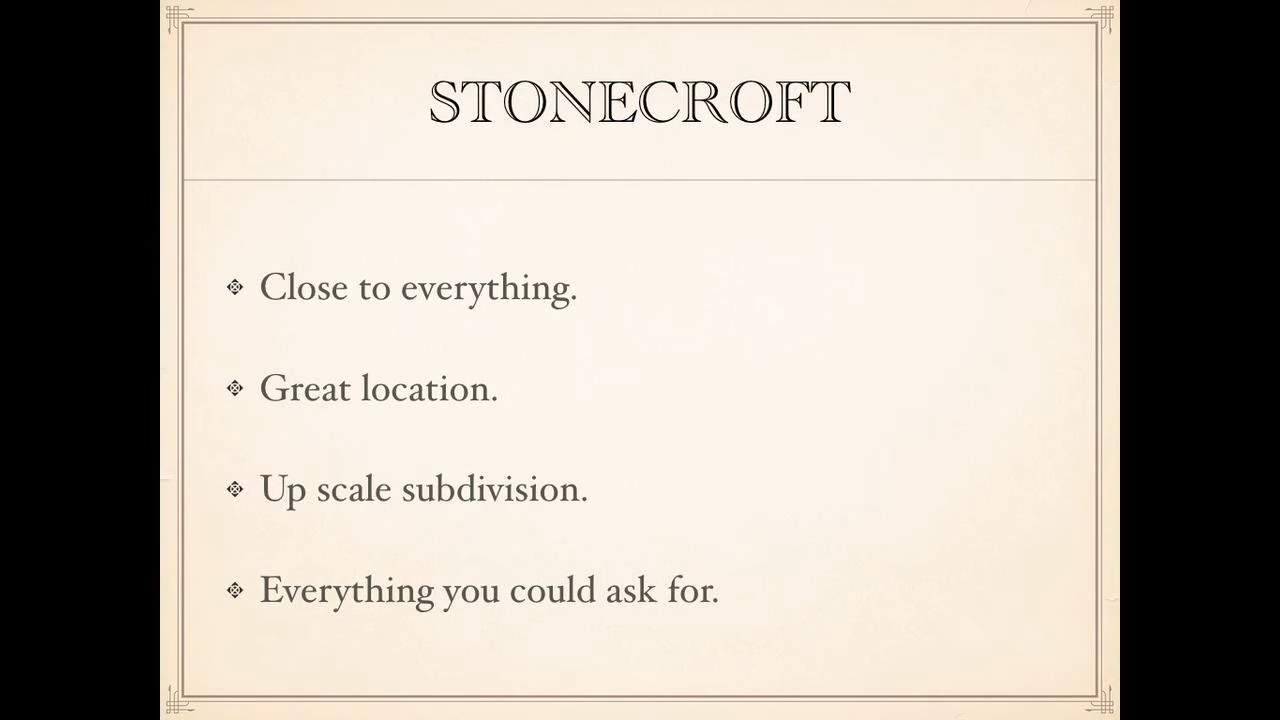 STONECROFT
Close to everything.
Great location.
Up scale subdivision.
Everything you could ask for.